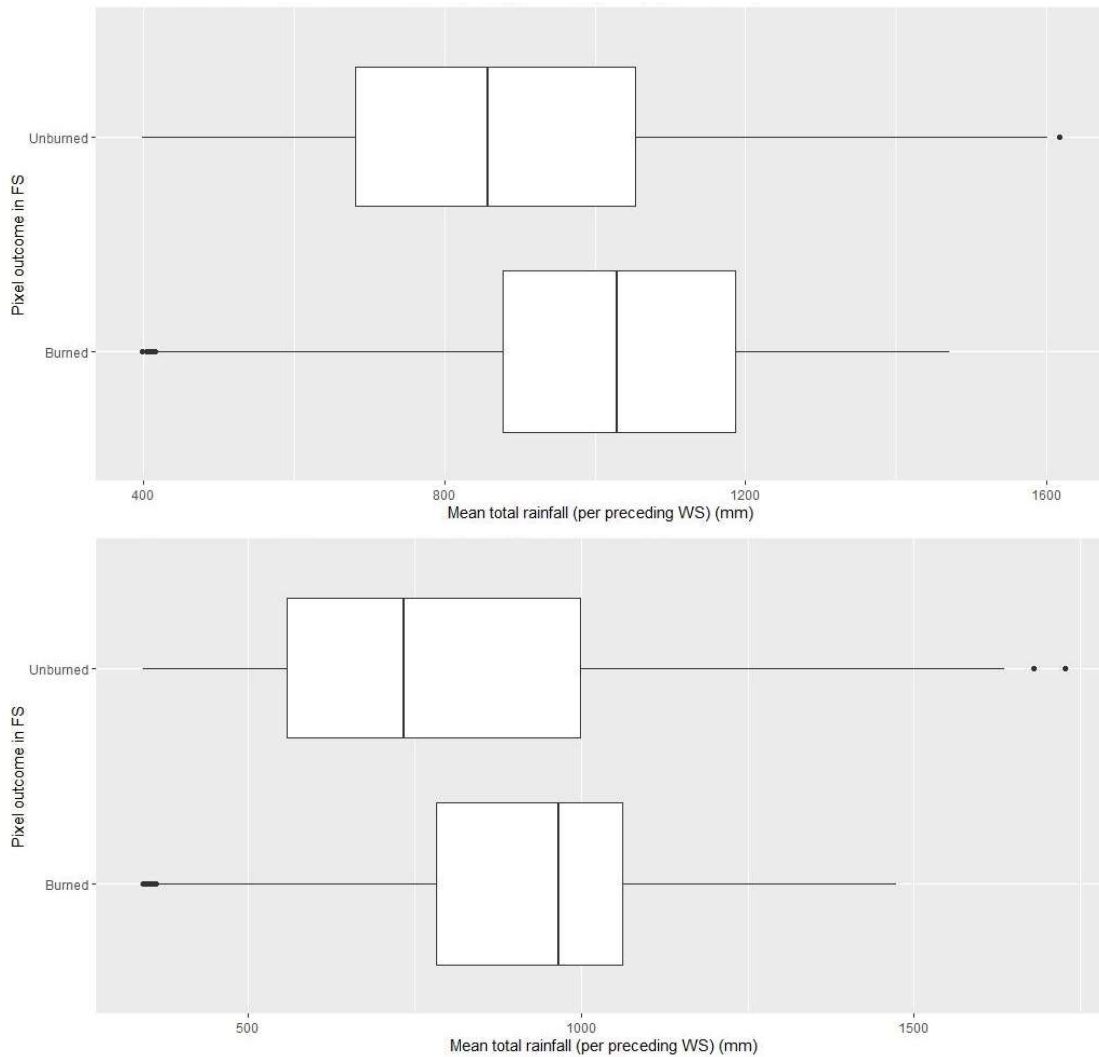 Pixel outcome in FS
Unburned
Burned
400 800 1200 1600
Mean total rainfall (per preceding WS) (mm)
Pixel outcome in FS
Unburned
Burned
500 1000 1500
Mean total rainfall (per preceding WS) (mm)